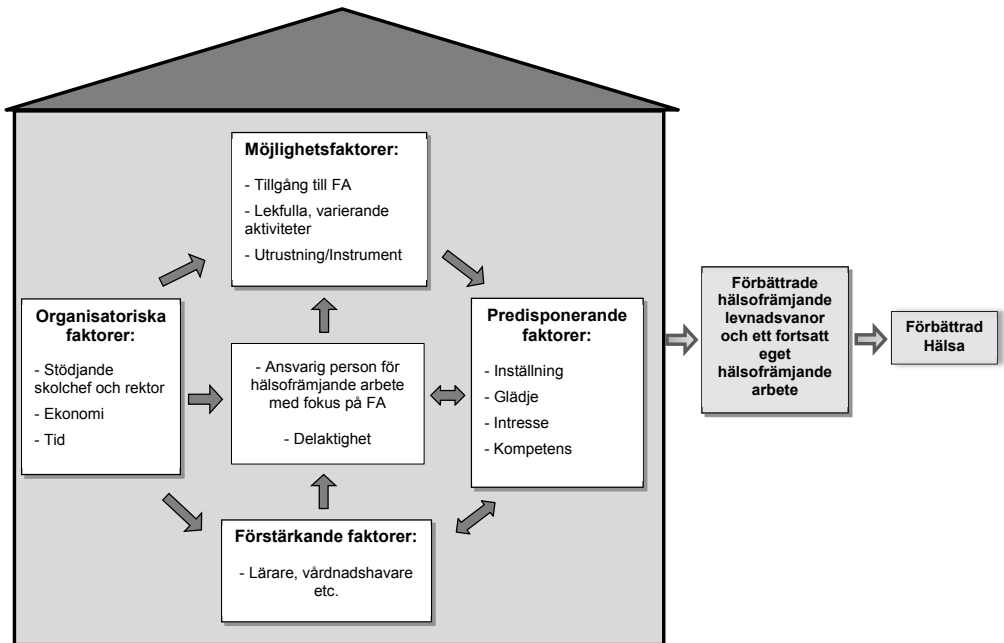 Möjlighetsfaktorer:
- Tillgång till FA
- Lekfulla, varierande
aktiviteter
- Utrustning/Instrument
Organisatoriska
faktorer:
- Stödjande
skolchef och rektor
- Ekonomi
- Tid
- Ansvarig person för
hälsofrämjande arbete
med fokus på FA
- Delaktighet
Predisponerande
faktorer:
- Inställning
- Glädje
- Intresse
- Kompetens
Förstärkande faktorer:
- Lärare, vårdnadshavare
etc.
Förbättrade
hälsofrämjande
levnadsvanor
och ett fortsatt
eget
hälsofrämjande
arbete
Förbättrad
Hälsa